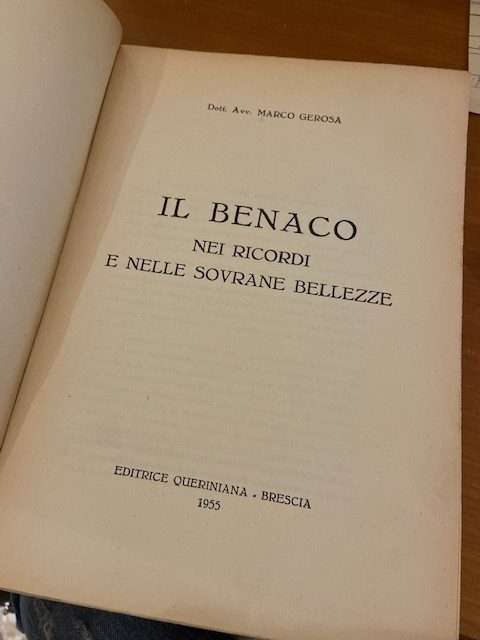 Dott. Avv. MARCO GEROSA
IL BENACO
NEI RICORDI
E NELLE SOVRANE BELLEZZE
EDITRICE QUERINIANA - BRESCIA
1955